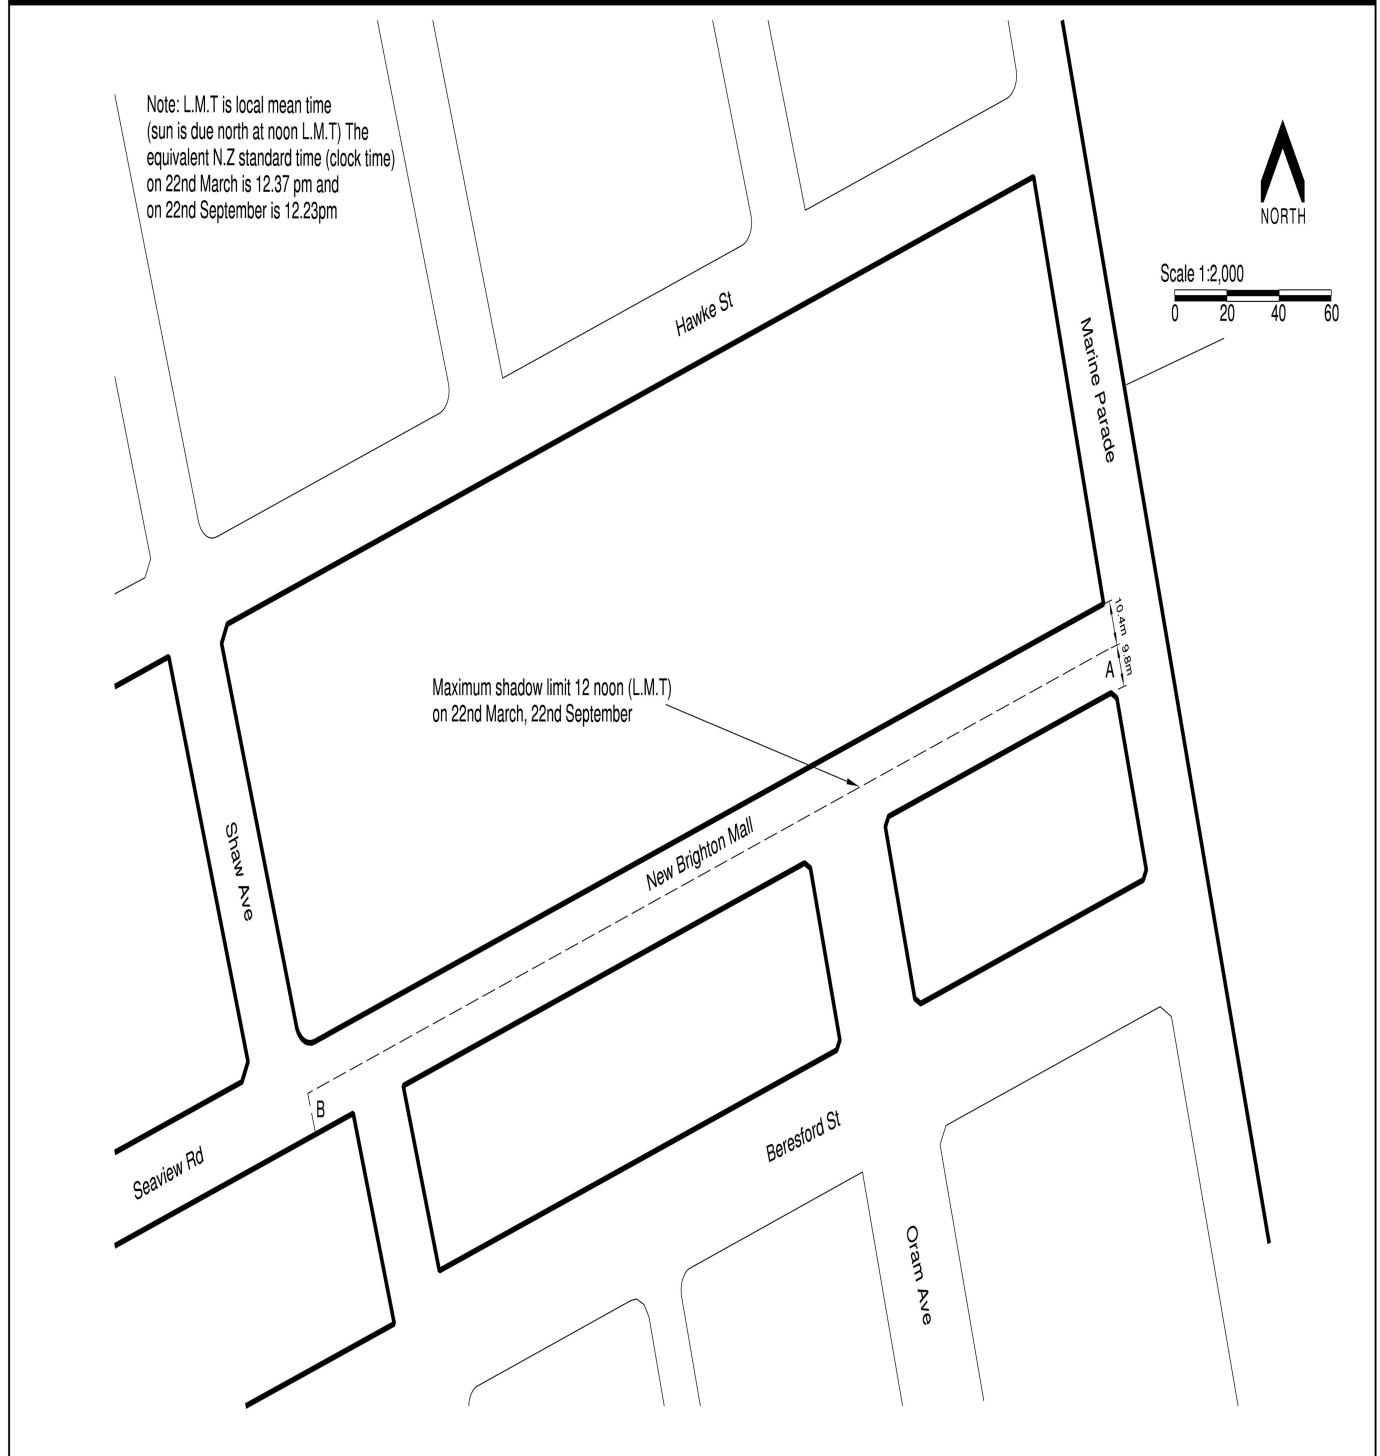 Note: L.M.T is local mean time
(sun is due north at noon L.M.T) The
equivalent N.Z standard time (clock time)
on 22nd March is 12.37 pm and
on 22nd September is 12.23pm
NORTH
Scale 1:2,000
0 20 40 60
Hawke St
Marine Parade
10.4m
9.8m
A
Maximum shadow limit 12 noon (L.M.T)
on 22nd March, 22nd September
Shaw Ave
New Brighton Mall
B
Seaview Rd
Beresford St
Oram Ave